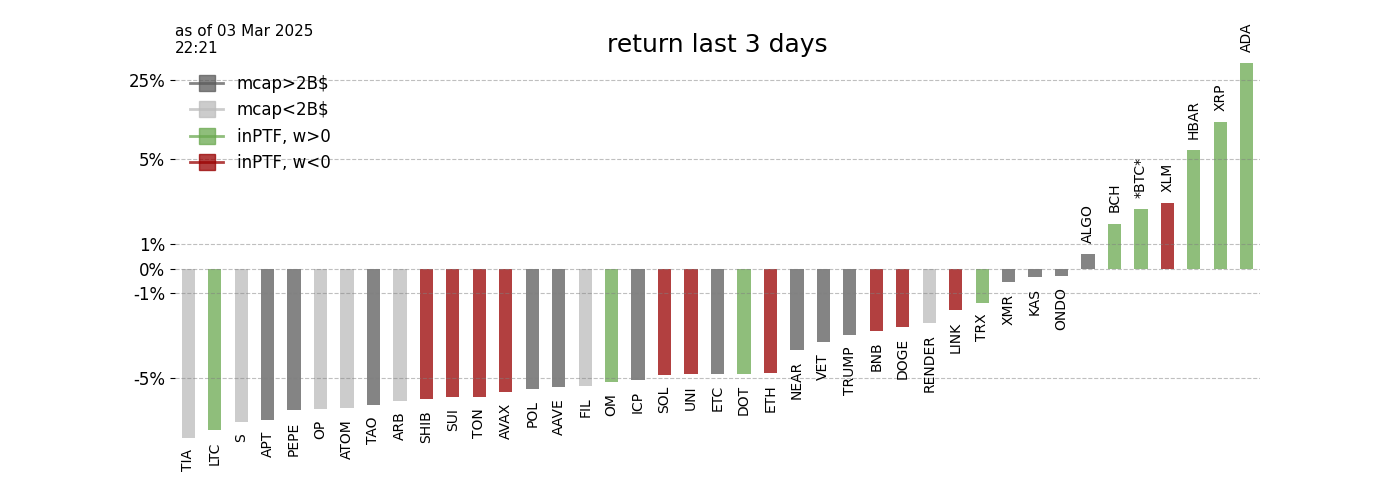 as of 03 Mar 2025
22:21
return last 3 days
mcap>2B$
mcap<2B$
inPTF, w>0
inPTF, w<0
25%
5%
1%
0%
-1%
-5%
TIA
LTC
S
APT
PEPE
OP
ATOM
TAO
ARB
SHIB
SUI
TON
AVAX
POL
AAVE
FIL
OM
ICP
SOL
UNI
ETC
DOT
ETH
NEAR
VET
TRUMP
BNB
DOGE
RENDER
LINK
TRX
XMR
KAS
ONDO
ALGO
BCH
*BTC*
XLM
HBAR
XRP
ADA